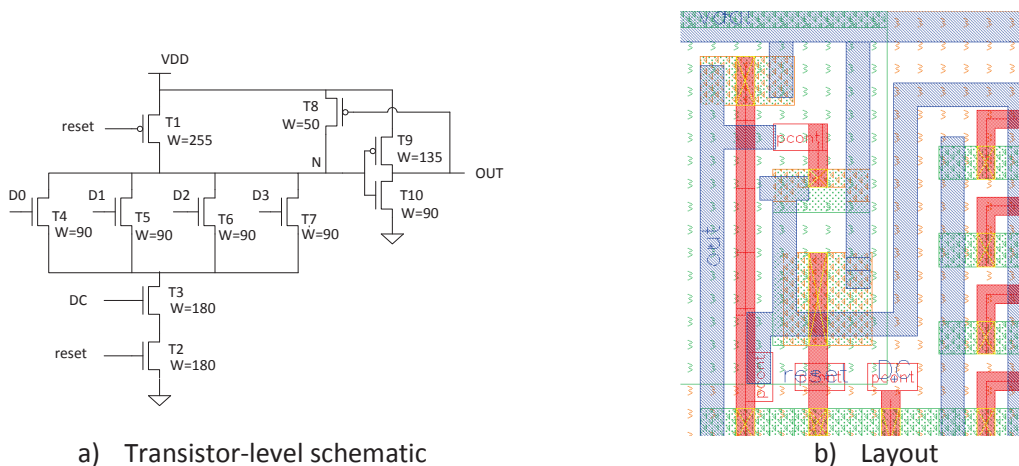 VDD
reset
T1
W=255
T8
W=50
T9
W=135
N
OUT
T10
W=90
D0
D1
D2
D3
T4
W=90
T5
W=90
T6
W=90
T7
W=90
DC
T3
W=180
reset
T2
W=180
a) Transistor-level schematic
pcont
out
pcont
reset
DC
pcont
b) Layout